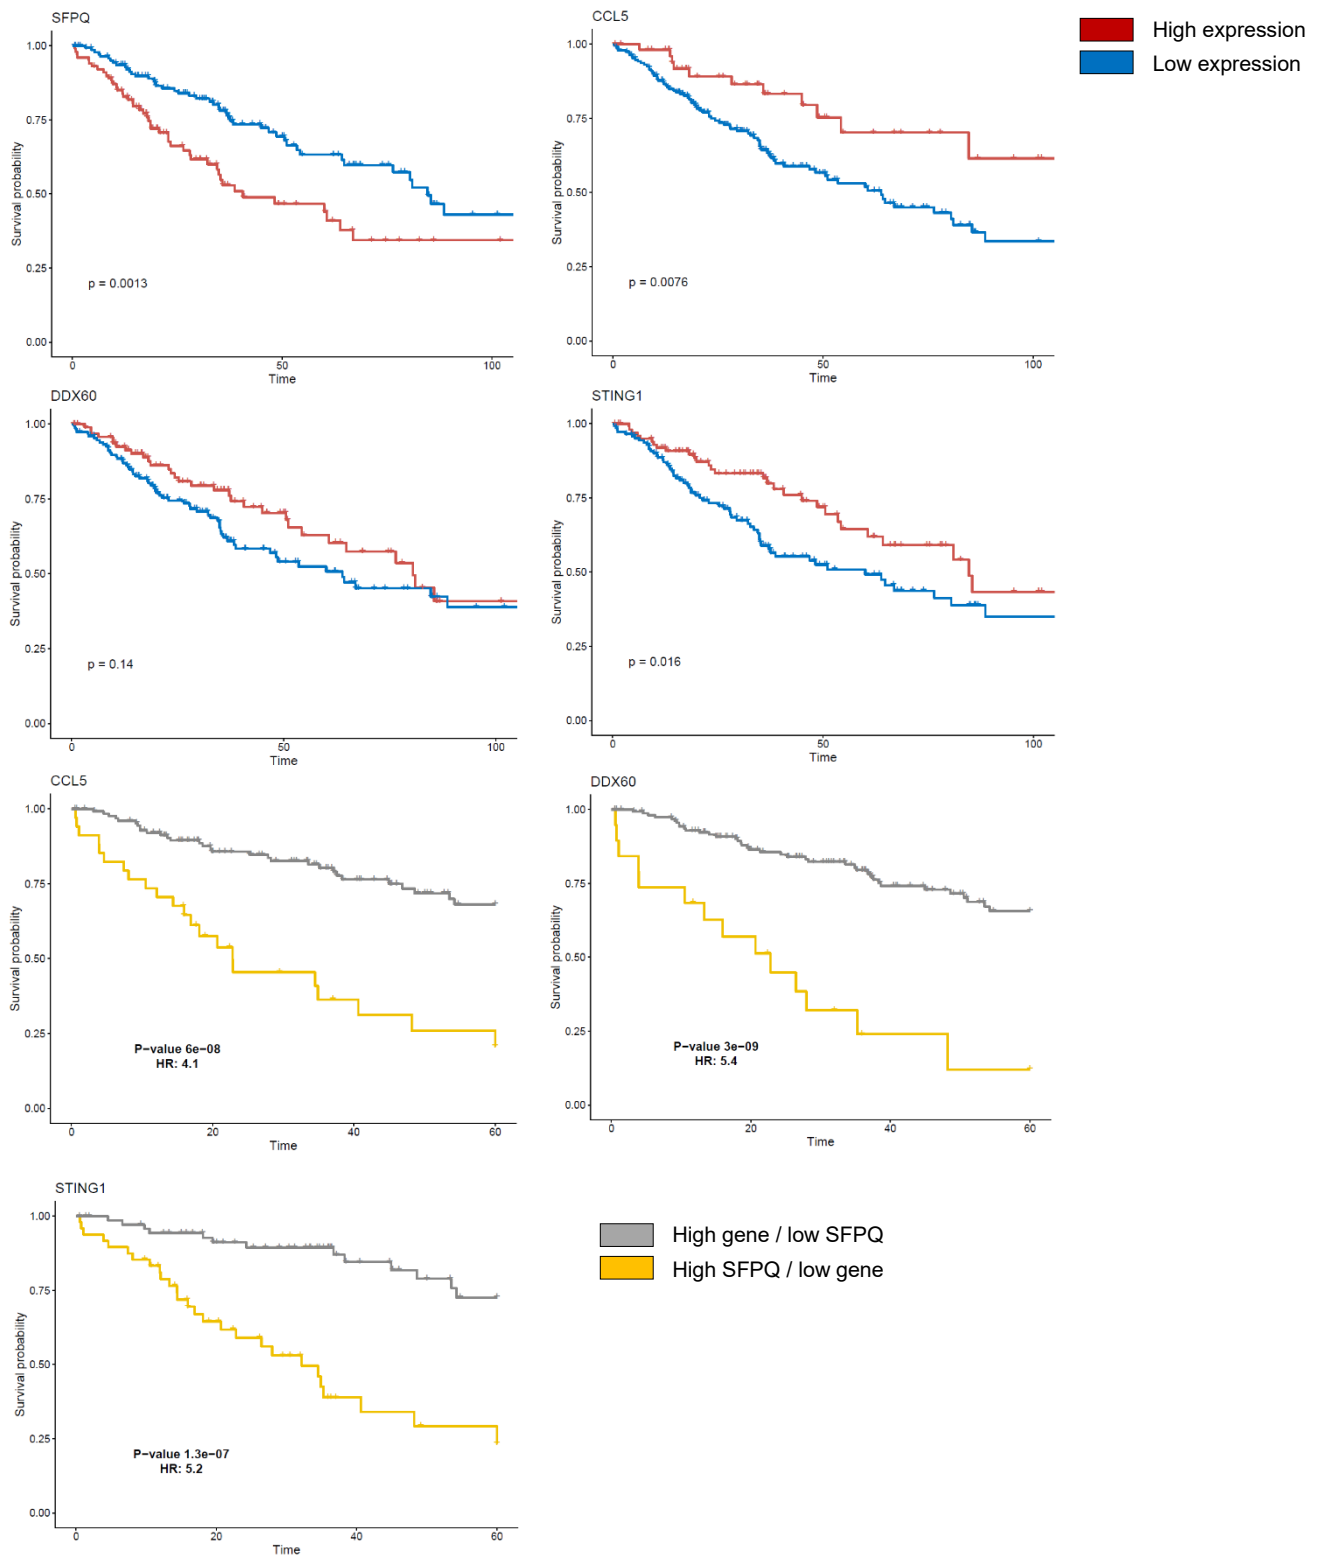 SFPQ
1.00
0.75
0.50
0.25
0.00
Survival probability
p = 0.0013
0 50 100
Time
CCL5
1.00
0.75
0.50
0.25
0.00
Survival probability
p = 0.0076
0 50 100
Time
High expression
Low expression
DDX60
1.00
0.75
0.50
0.25
0.00
Survival probability
p = 0.14
0 50 100
Time
STING1
1.00
0.75
0.50
0.25
0.00
Survival probability
p = 0.016
0 50 100
Time
CCL5
1.00
0.75
0.50
0.25
0.00
Survival probability
P−value 6e−08
HR: 4.1
0 20 40 60
Time
DDX60
1.00
0.75
0.50
0.25
0.00
Survival probability
P−value 3e−09
HR: 5.4
0 20 40 60
Time
STING1
1.00
0.75
0.50
0.25
0.00
Survival probability
P−value 1.3e−07
HR: 5.2
0 20 40 60
Time
High gene / low SFPQ
High SFPQ / low gene